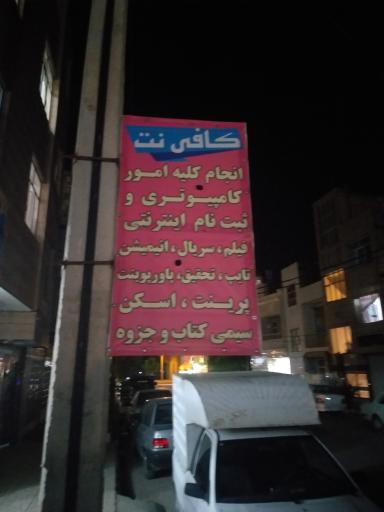 کافی نت
انجام کلیه امور
کامپیوتری و
ثبت نام اینترنتی
فیلم ، سریال ، انیمیشن
تایپ ، تحقیق ، پاورپوینت
پرینت ، اسکن
سیمی کتاب و جزوه